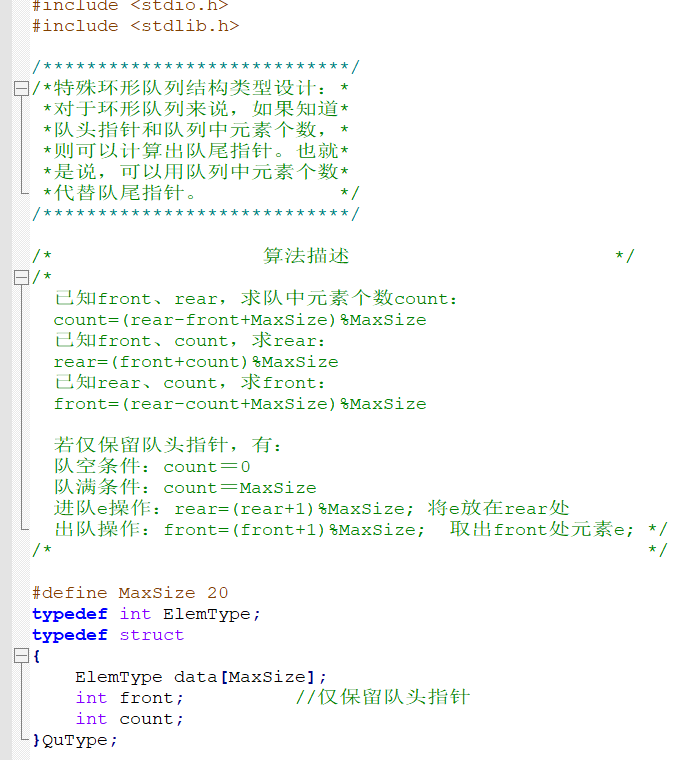 #include <stdio.h>
#include <stdlib.h>
/****************************/
/*特殊环形队列结构类型设计：*
*对于环形队列来说，如果知道*
*队头指针和队列中元素个数，*
*则可以计算出队尾指针。也就*
*是说，可以用队列中元素个数*
*代替队尾指针。 */
/****************************/
/* 算法描述 */
/*
已知front、rear，求队中元素个数count：
count=(rear-front+MaxSize)%MaxSize
已知front、count，求rear：
rear=(front+count)%MaxSize
已知rear、count，求front：
front=(rear-count+MaxSize)%MaxSize
若仅保留队头指针，有：
队空条件：count＝0
队满条件：count＝MaxSize
进队e操作：rear=(rear+1)%MaxSize; 将e放在rear处
出队操作：front=(front+1)%MaxSize; 取出front处元素e; */
/* */
#define MaxSize 20
typedef int ElemType;
typedef struct
{
ElemType data[MaxSize];
int front; //仅保留队头指针
int count;
}QuType;